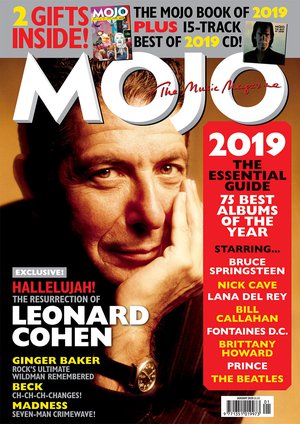 2 GIFTS
INSIDE!
MOJO
THE MOJO BOOK OF 2019
PLUS 15-TRACK
BEST OF 2019 CD!
MOJO
The Music Magazine
2019
THE
ESSENTIAL
GUIDE
75 BEST
ALBUMS
OF THE
YEAR
STARRING...
BRUCE
SPRINGSTEEN
NICK CAVE
LANA DEL REY
BILL
CALLAHAN
FONTAINES D.C.
BRITTANY
HOWARD
PRINCE
THE BEATLES
EXCLUSIVE!
HALLELUJAH!
THE RESURRECTION OF
LEONARD
COHEN
GINGER BAKER
ROCK'S ULTIMATE
WILDMAN REMEMBERED
BECK
CH-CH-CH-CHANGES!
MADNESS
SEVEN-MAN CRIMEWAVE!